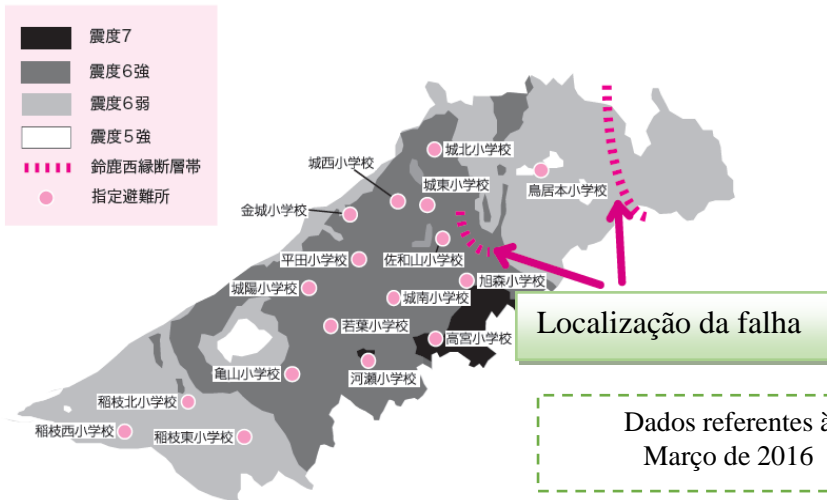 震度7
震度6強
震度6弱
震度5強
鈴鹿西縁断層帯
指定避難所
城北小学校
城西小学校
城東小学校
鳥居本小学校
金城小学校
平田小学校
佐和山小学校
旭森小学校
城陽小学校
城南小学校
若葉小学校
高宮小学校
亀山小学校
河瀬小学校
稲枝北小学校
稲枝西小学校
稲枝東小学校
Localização da falha
Dados referentes à
Março de 2016